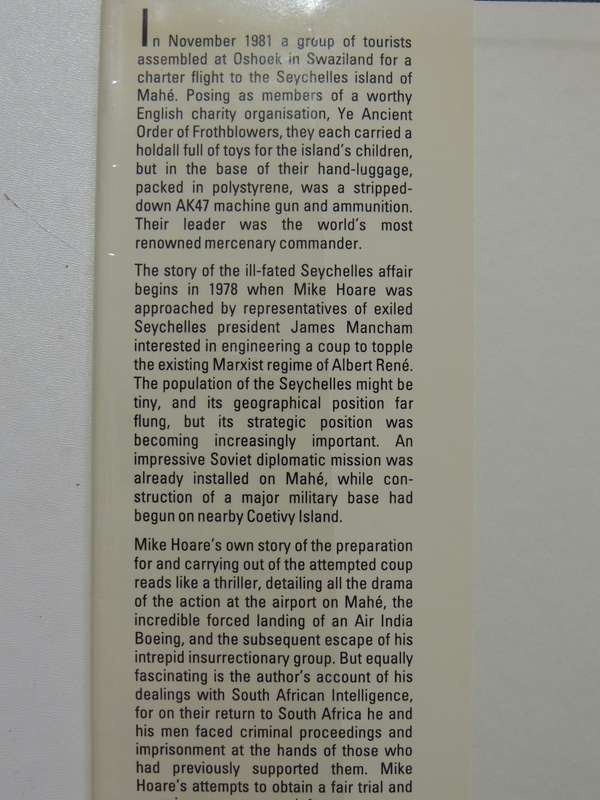 In November 1981 a group of tourists
assembled at Oshoek in Swaziland for a
charter flight to the Seychelles island of
Mahé. Posing as members of a worthy
English charity organisation, Ye Ancient
Order of Frothblowers, they each carried a
holdall full of toys for the island's children,
but in the base of their hand-luggage,
packed in polystyrene, was a stripped-
down AK47 machine gun and ammunition.
Their leader was the world's most
renowned mercenary commander.
The story of the ill-fated Seychelles affair
begins in 1978 when Mike Hoare was
approached by representatives of exiled
Seychelles president James Mancham
interested in engineering a coup to topple
the existing Marxist regime of Albert René.
The population of the Seychelles might be
tiny, and its geographical position far
flung, but its strategic position was
becoming increasingly important. An
impressive Soviet diplomatic mission was
already installed on Mahé, while con-
struction of a major military base had
begun on nearby Coetivy Island.
Mike Hoare's own story of the preparation
for and carrying out of the attempted coup
reads like a thriller, detailing all the drama
of the action at the airport on Mahé, the
incredible forced landing of an Air India
Boeing, and the subsequent escape of his
intrepid insurrectionary group. But equally
fascinating is the author's account of his
dealings with South African Intelligence,
for on their return to South Africa he and
his men faced criminal proceedings and
imprisonment at the hands of those who
had previously supported them. Mike
Hoare's attempts to obtain a fair trial and